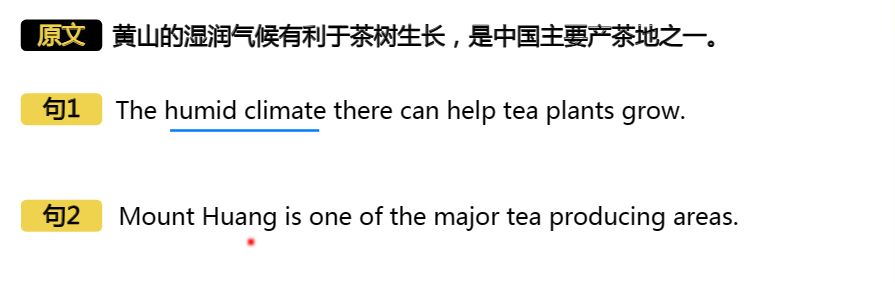 原文 黄山的湿润气候有利于茶树生长，是中国主要产茶地之一。
句1 The humid climate there can help tea plants grow.
句2 Mount Huang is one of the major tea producing areas.